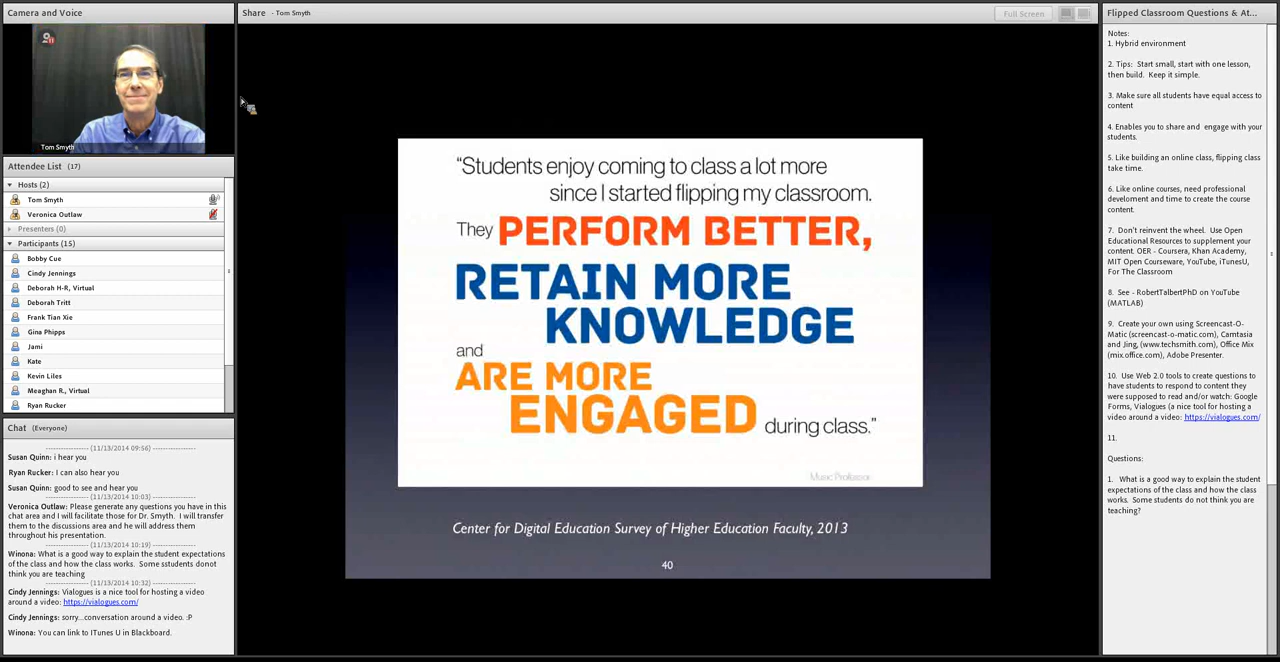 Camera and Voice
Tom Smyth
Attendee List (17)
Hosts (2)
Tom Smyth
Veronica Outlaw
Presenters (0)
Participants (15)
Bobby Cue
Cindy Jennings
Deborah H-R, Virtual
Deborah Tritt
Frank Tian Xie
Gina Phipps
Jami
Kate
Kevin Liles
Meaghan R., Virtual
Ryan Rucker
Chat (Everyone)
----------------- (11/13/2014 09:56) -----------------
Susan Quinn: i hear you
Ryan Rucker: I can also hear you
Susan Quinn: good to see and hear you
----------------- (11/13/2014 10:03) -----------------
Veronica Outlaw: Please generate any questions you have in this
chat area and I will facilitate those for Dr. Smyth. I will transfer
them to the discussions area and he will address them
throughout his presentation.
----------------- (11/13/2014 10:19) -----------------
Winona: What is a good way to explain the student expectations
of the class and how the class works. Some sstudents donot
think you are teaching
----------------- (11/13/2014 10:32) -----------------
Cindy Jennings: Vialogues is a nice tool for hosting a video
around a video: https://vialogues.com/
Cindy Jennings: sorry...conversation around a video. :P
Winona: You can link to ITunes U in Blackboard.
Share - Tom Smyth
Full Screen
“Students enjoy coming to class a lot more
since I started flipping my classroom.
They PERFORM BETTER,
RETAIN MORE
KNOWLEDGE
and
ARE MORE
ENGAGED during class.”
Music Professor
Center for Digital Education Survey of Higher Education Faculty, 2013
40
Flipped Classroom Questions & At...
Notes:
1. Hybrid environment
2. Tips: Start small, start with one lesson,
then build. Keep it simple.
3. Make sure all students have equal access to
content
4. Enables you to share and engage with your
students.
5. Like building an online class, flipping class
take time.
6. Like online courses, need professional
develoment and time to create the course
content.
7. Don't reinvent the wheel. Use Open
Educational Resources to supplement your
content. OER - Coursera, Khan Academy,
MIT Open Courseware, YouTube, iTunesU,
For The Classroom
8. See - RobertTalbertPhD on YouTube
(MATLAB)
9. Create your own using Screencast-O-
Matic (screencast-o-matic.com), Camtasia
and Jing, (www.techsmith.com), Office Mix
(mix.office.com), Adobe Presenter.
10. Use Web 2.0 tools to create questions to
have students to respond to content they
were supposed to read and/or watch: Google
Forms, Vialogues (a nice tool for hosting a
video around a video: https://vialogues.com/
11.
Questions:
1. What is a good way to explain the student
expectations of the class and how the class
works. Some students do not think you are
teaching?